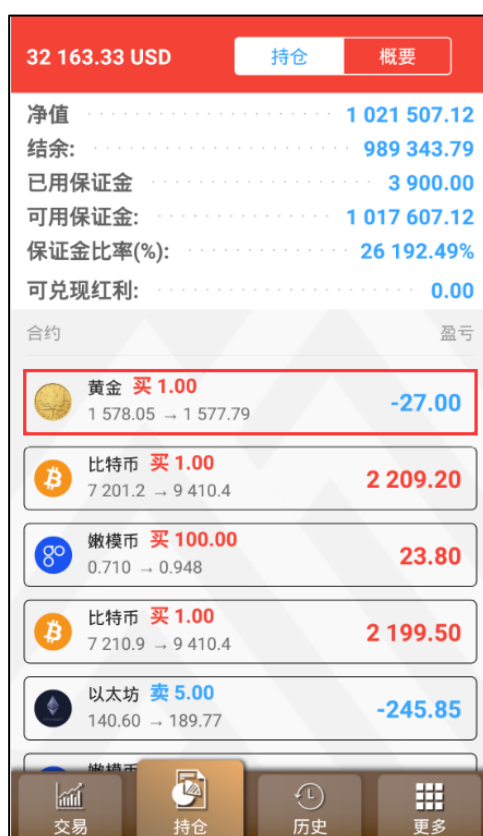 32 163.33 USD 持仓 概要
净值 1 021 507.12
结余: 989 343.79
已用保证金 3 900.00
可用保证金: 1 017 607.12
保证金比率(%): 26 192.49%
可兑现红利: 0.00
合约 盈亏
黄金 买 1.00
1 578.05 → 1 577.79
-27.00
比特币 买 1.00
7 201.2 → 9 410.4
2 209.20
嫩模币 买 100.00
0.710 → 0.948
23.80
比特币 买 1.00
7 210.9 → 9 410.4
2 199.50
以太坊 卖 5.00
140.60 → 189.77
-245.85
交易 持仓 历史 更多